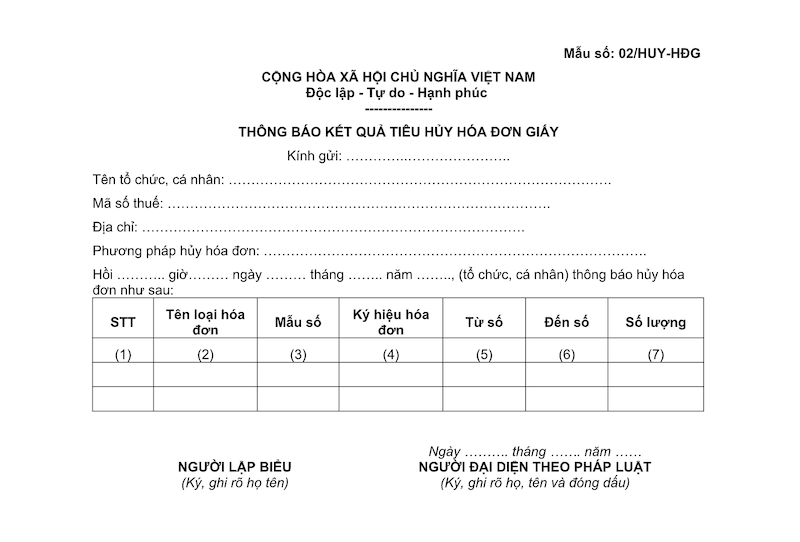 Mẫu số: 02/HUY-HĐG
CỘNG HÒA XÃ HỘI CHỦ NGHĨA VIỆT NAM
Độc lập - Tự do - Hạnh phúc
---------------
THÔNG BÁO KẾT QUẢ TIÊU HỦY HÓA ĐƠN GIẤY
Kính gửi: …………..………………….
Tên tổ chức, cá nhân: ………………………………………………………………………….
Mã số thuế: ………………………………………………………………………….
Địa chỉ: ………………………………………………………………………….
Phương pháp hủy hóa đơn: ………………………………………………………………………….
Hồi ……….. giờ……… ngày ……… tháng …….. năm …….., (tổ chức, cá nhân) thông báo hủy hóa
đơn như sau:
STT Tên loại hóa đơn Mẫu số Ký hiệu hóa đơn Từ số Đến số Số lượng
(1) (2) (3) (4) (5) (6) (7)
Ngày ………. tháng ……. năm ……
NGƯỜI LẬP BIỂU NGƯỜI ĐẠI DIỆN THEO PHÁP LUẬT
(Ký, ghi rõ họ tên) (Ký, ghi rõ họ, tên và đóng dấu)